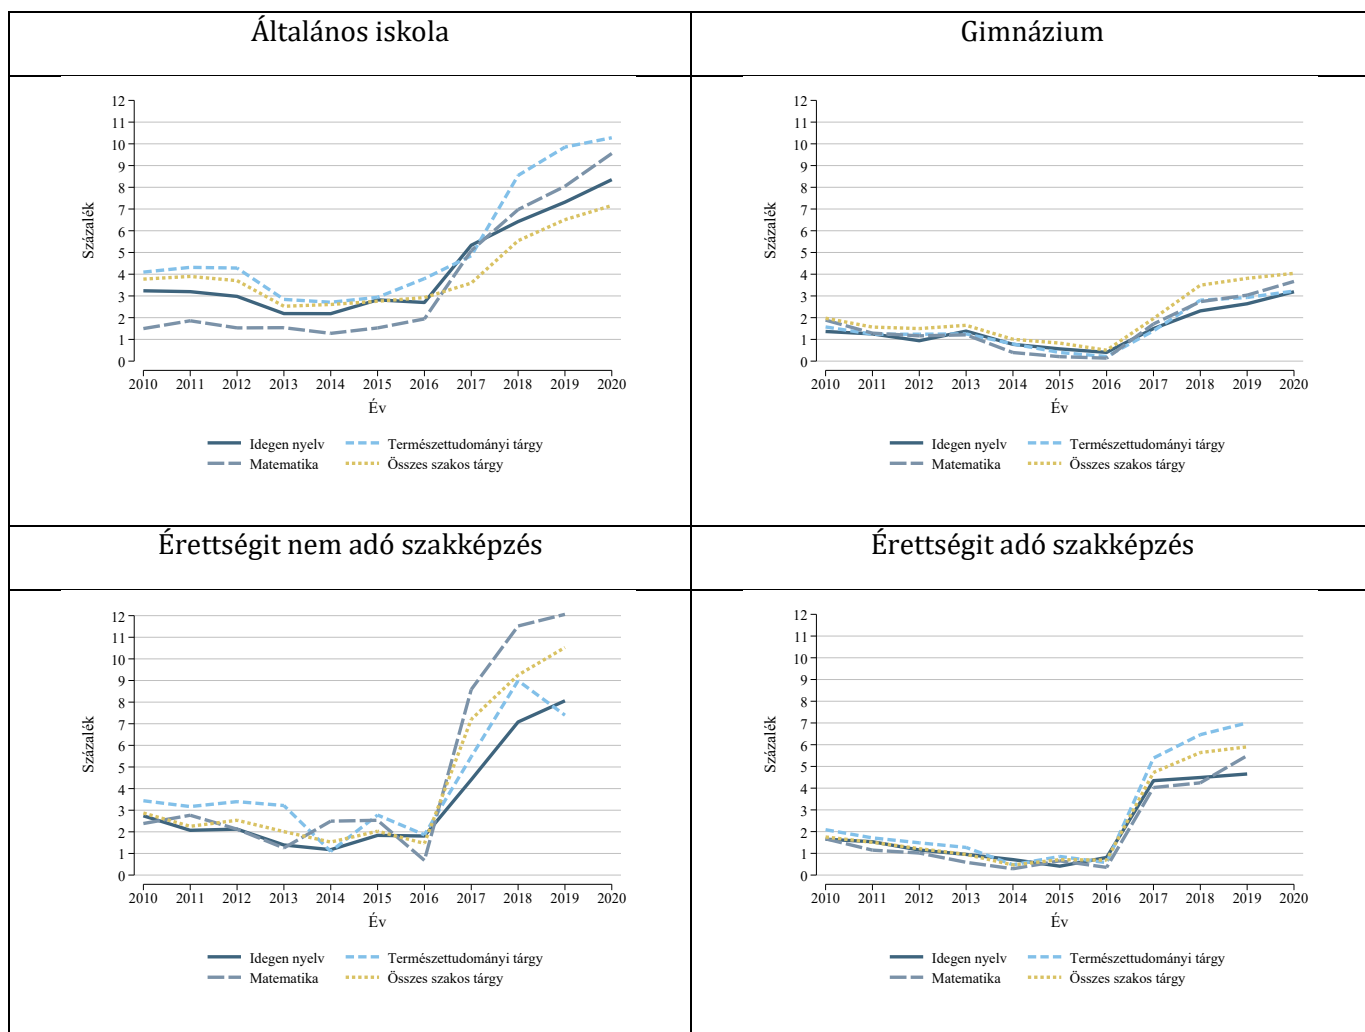 Általános iskola
Gimnázium
12
11
10
9
8
7
6
5
4
3
2
1
0
Százalék
2010 2011 2012 2013 2014 2015 2016 2017 2018 2019 2020
Év
Idegen nyelv Természettudományi tárgy
Matematika Összes szakos tárgy
12
11
10
9
8
7
6
5
4
3
2
1
0
Százalék
2010 2011 2012 2013 2014 2015 2016 2017 2018 2019 2020
Év
Idegen nyelv Természettudományi tárgy
Matematika Összes szakos tárgy
Érettségit nem adó szakképzés
Érettségit adó szakképzés
12
11
10
9
8
7
6
5
4
3
2
1
0
Százalék
2010 2011 2012 2013 2014 2015 2016 2017 2018 2019 2020
Év
Idegen nyelv Természettudományi tárgy
Matematika Összes szakos tárgy
12
11
10
9
8
7
6
5
4
3
2
1
0
Százalék
2010 2011 2012 2013 2014 2015 2016 2017 2018 2019 2020
Év
Idegen nyelv Természettudományi tárgy
Matematika Összes szakos tárgy